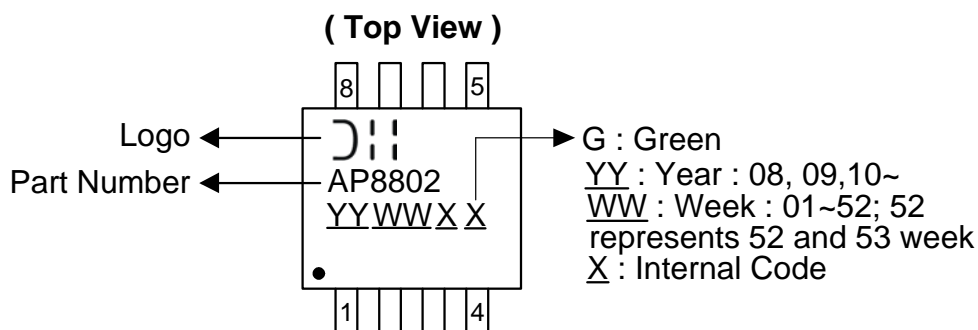 ( Top View )
8 5
Logo
Part Number
AP8802
YYWWX X
1 4
G : Green
YY : Year : 08, 09,10~
WW : Week : 01~52; 52
represents 52 and 53 week
X : Internal Code